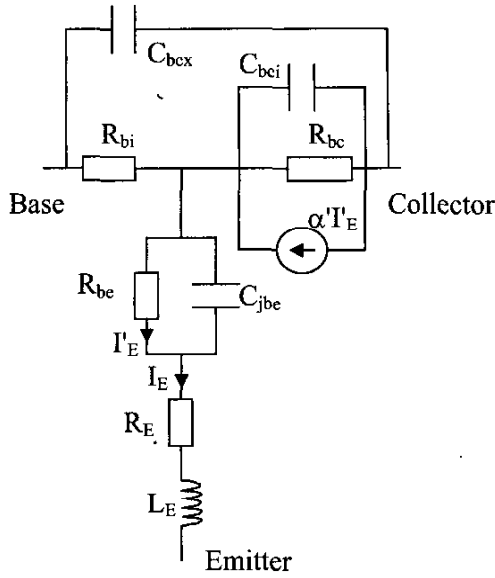 C_bcx
C_bci
R_bi
R_bc
Base
Collector
α'I'_E
R_be
C_jbe
I'_E
I_E
R_E
L_E
Emitter